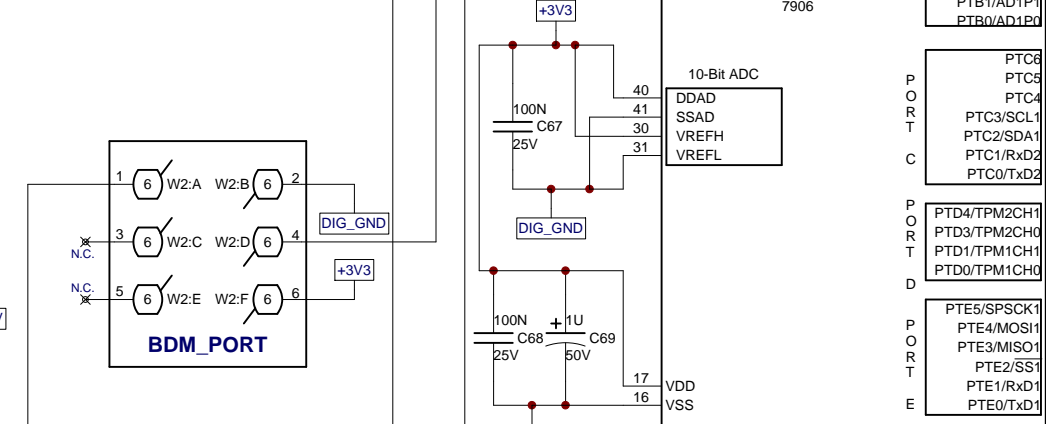 +3V3
7906
PTB1/AD1P1
PTB0/AD1P0
10-Bit ADC
40
DDAD
41
SSAD
30
VREFH
31
VREFL
100N
C67
25V
DIG_GND
PORT C
PTC6
PTC5
PTC4
PTC3/SCL1
PTC2/SDA1
PTC1/RxD2
PTC0/TxD2
1
6
W2:A
W2:B
6
2
DIG_GND
3
6
W2:C
W2:D
6
4
N.C.
+3V3
N.C.
5
6
W2:E
W2:F
6
6
BDM_PORT
PORT D
PTD4/TPM2CH1
PTD3/TPM2CH0
PTD1/TPM1CH1
PTD0/TPM1CH0
100N
C68
25V
+
1U
C69
50V
17
VDD
16
VSS
PORT E
PTE5/SPSCK1
PTE4/MOSI1
PTE3/MISO1
PTE2/SS1
PTE1/RxD1
PTE0/TxD1